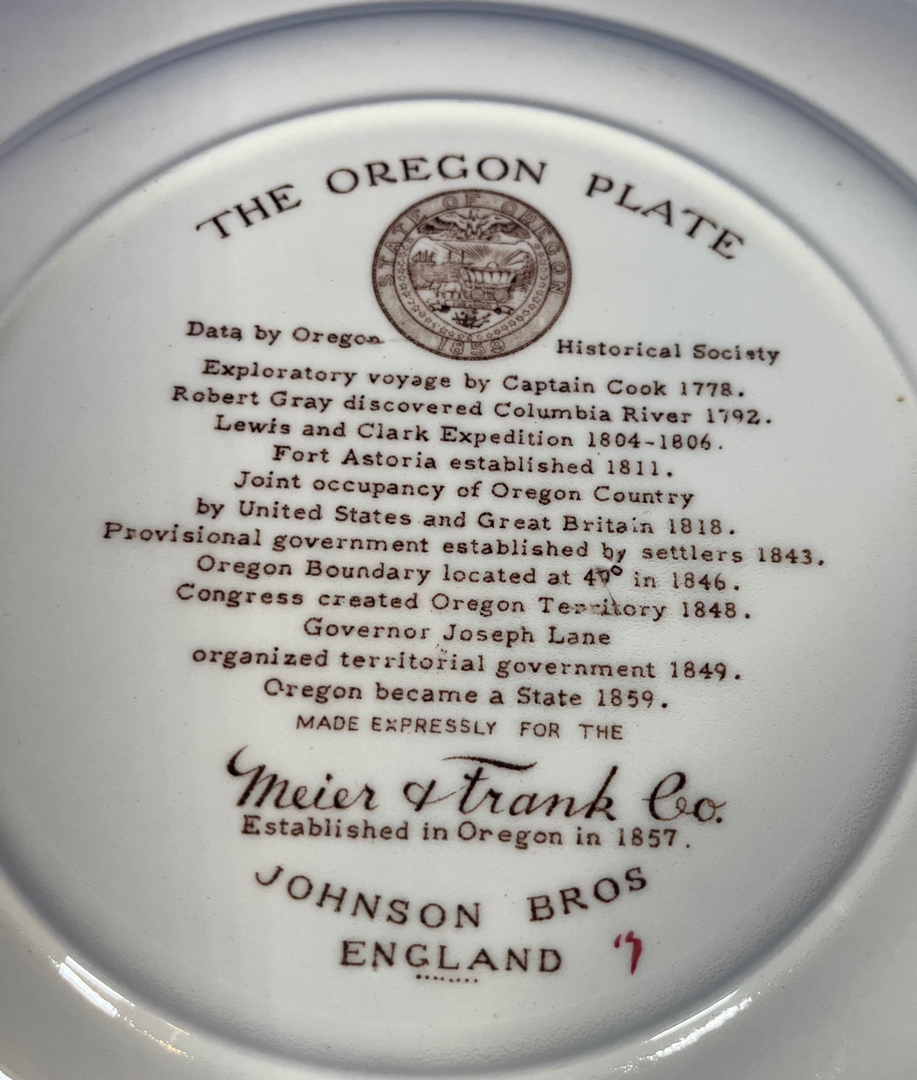 THE OREGON PLATE
STATE OF OREGON
1859
Data by Oregon Historical Society
Exploratory voyage by Captain Cook 1778.
Robert Gray discovered Columbia River 1792.
Lewis and Clark Expedition 1804-1806.
Fort Astoria established 1811.
Joint occupancy of Oregon Country
by United States and Great Britain 1818.
Provisional government established by settlers 1843.
Oregon Boundary located at 49° in 1846.
Congress created Oregon Territory 1848.
Governor Joseph Lane
organized territorial government 1849.
Oregon became a State 1859.
MADE EXPRESSLY FOR THE
Meier & Frank Co.
Established in Oregon in 1857.
JOHNSON BROS
ENGLAND